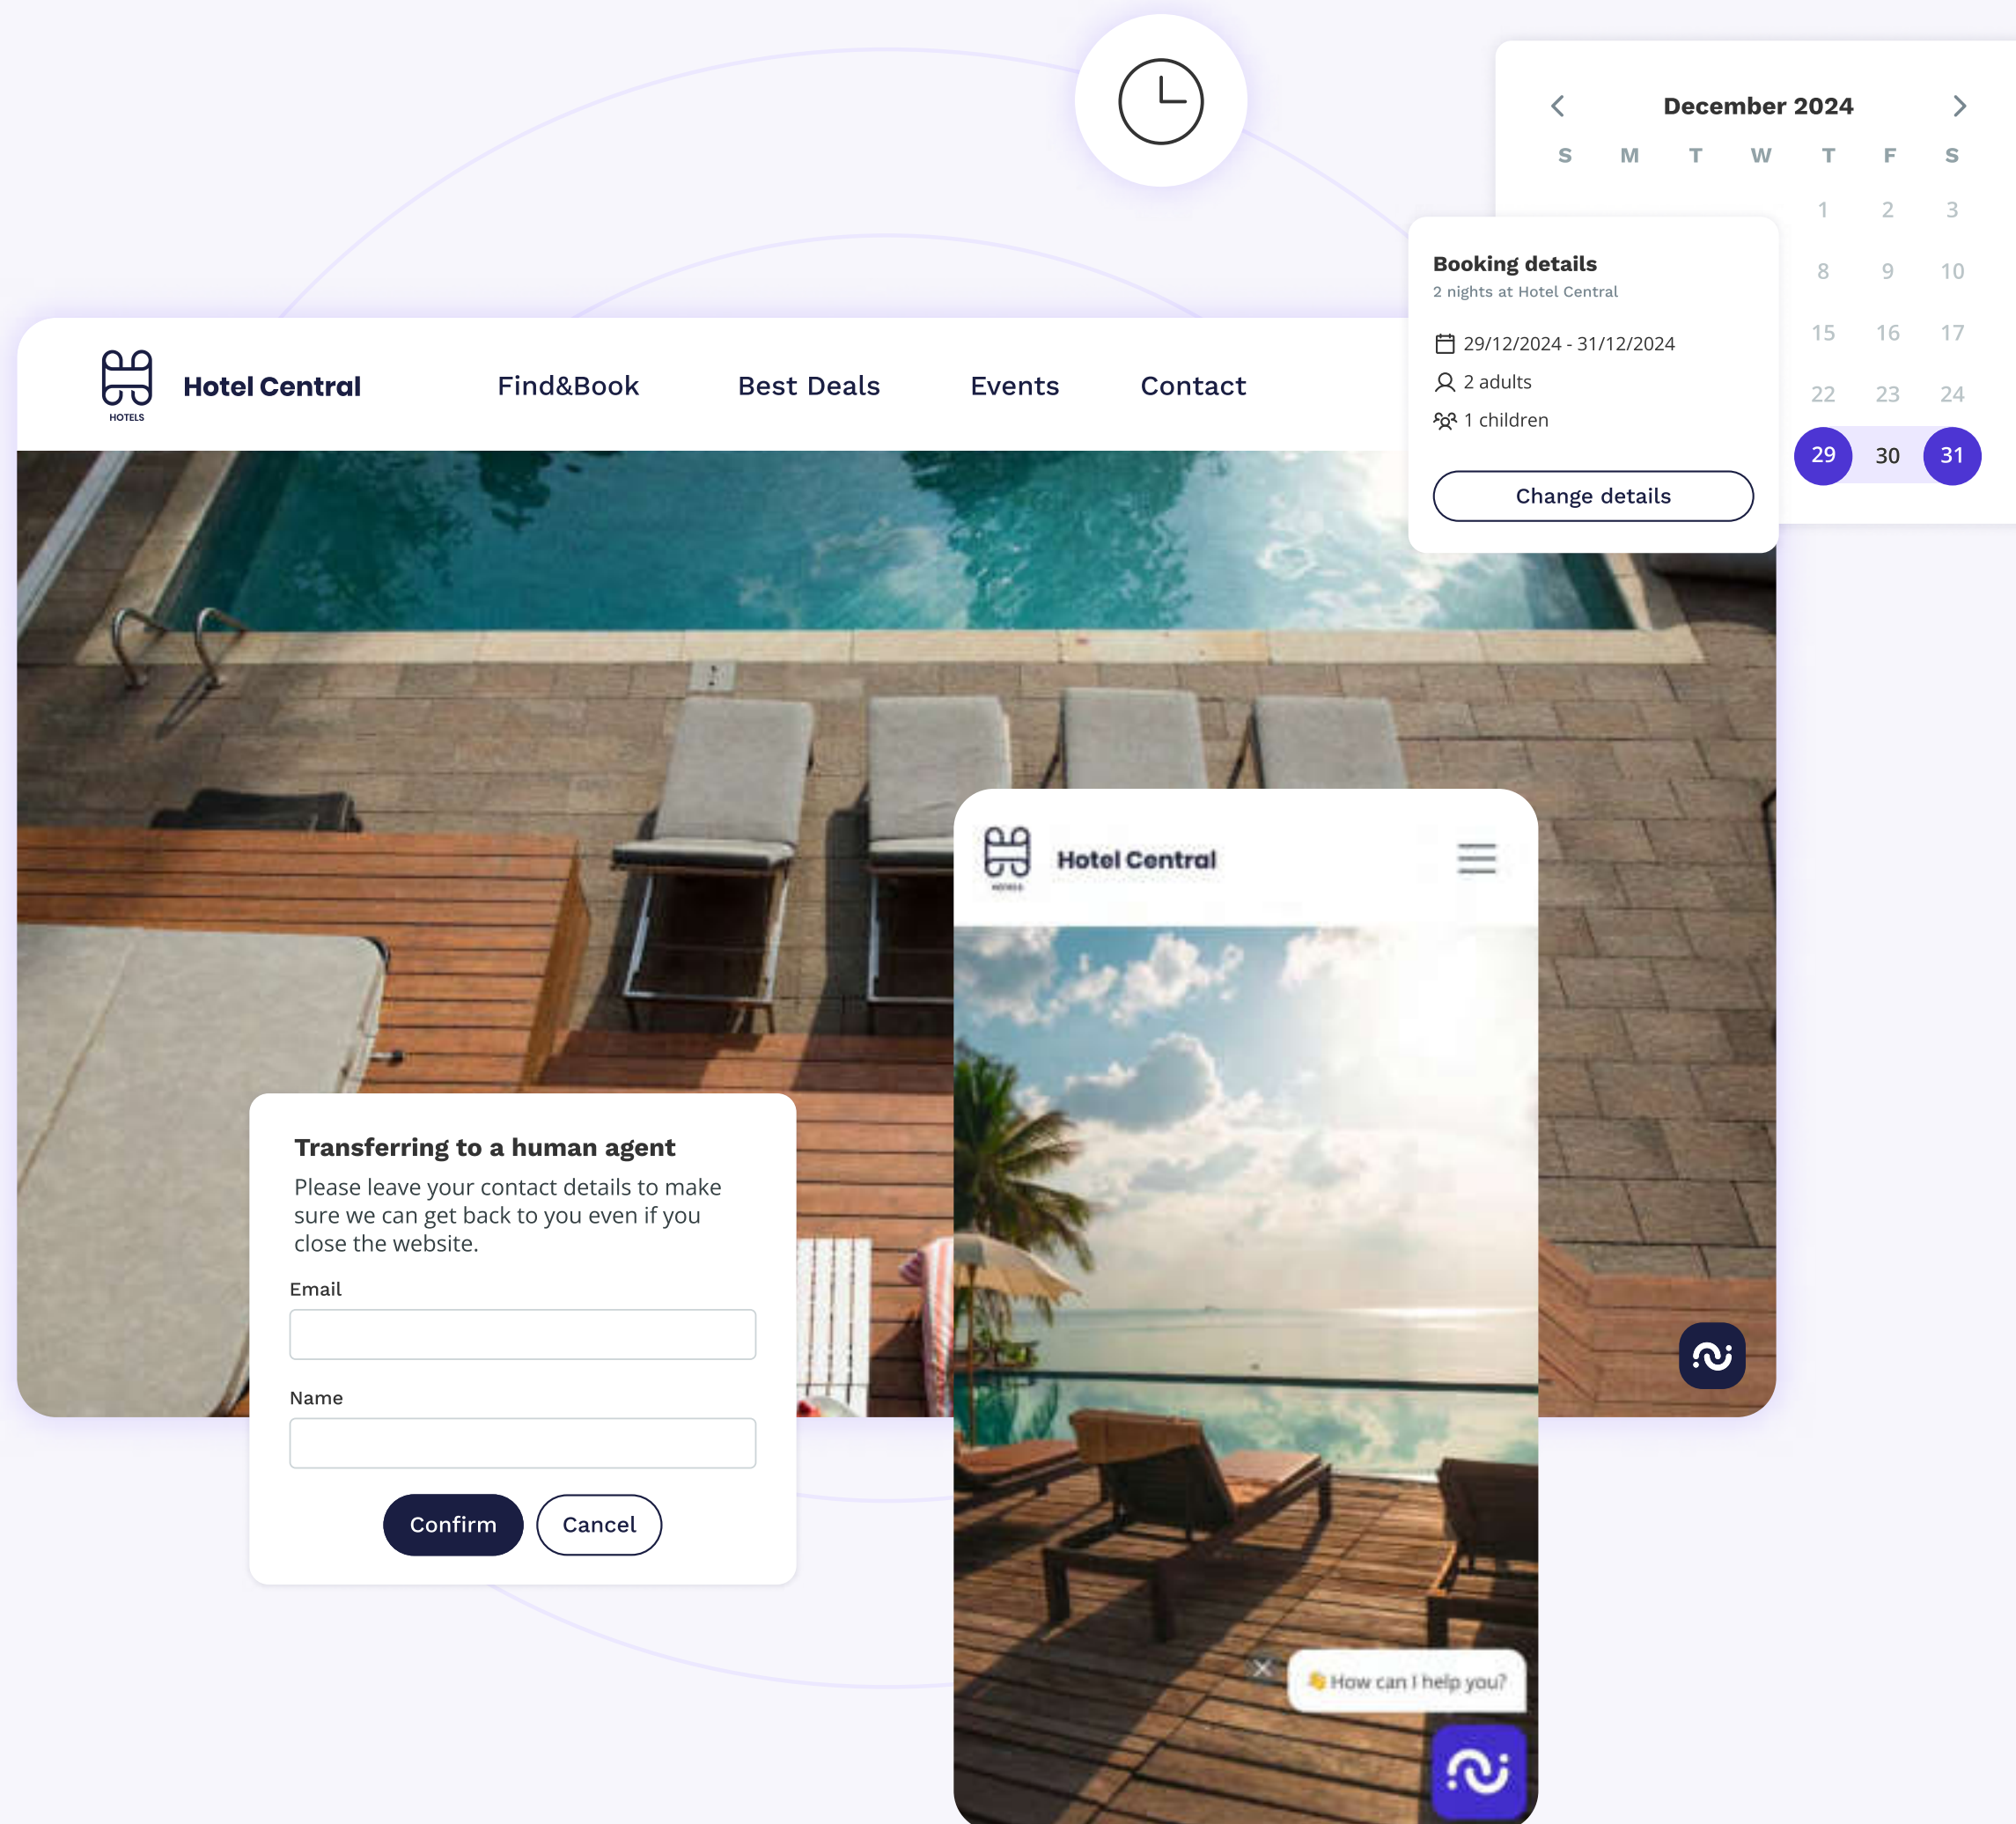 December 2024
S M T W T F S
1 2 3
8 9 10
15 16 17
22 23 24
29 30 31
Booking details
2 nights at Hotel Central
29/12/2024 - 31/12/2024
2 adults
1 children
Change details
HOTELS
Hotel Central
Find&Book
Best Deals
Events
Contact
Hotel Central
HOTELS
Transferring to a human agent
Please leave your contact details to make
sure we can get back to you even if you
close the website.
Email
Name
Confirm
Cancel
👋 How can I help you?